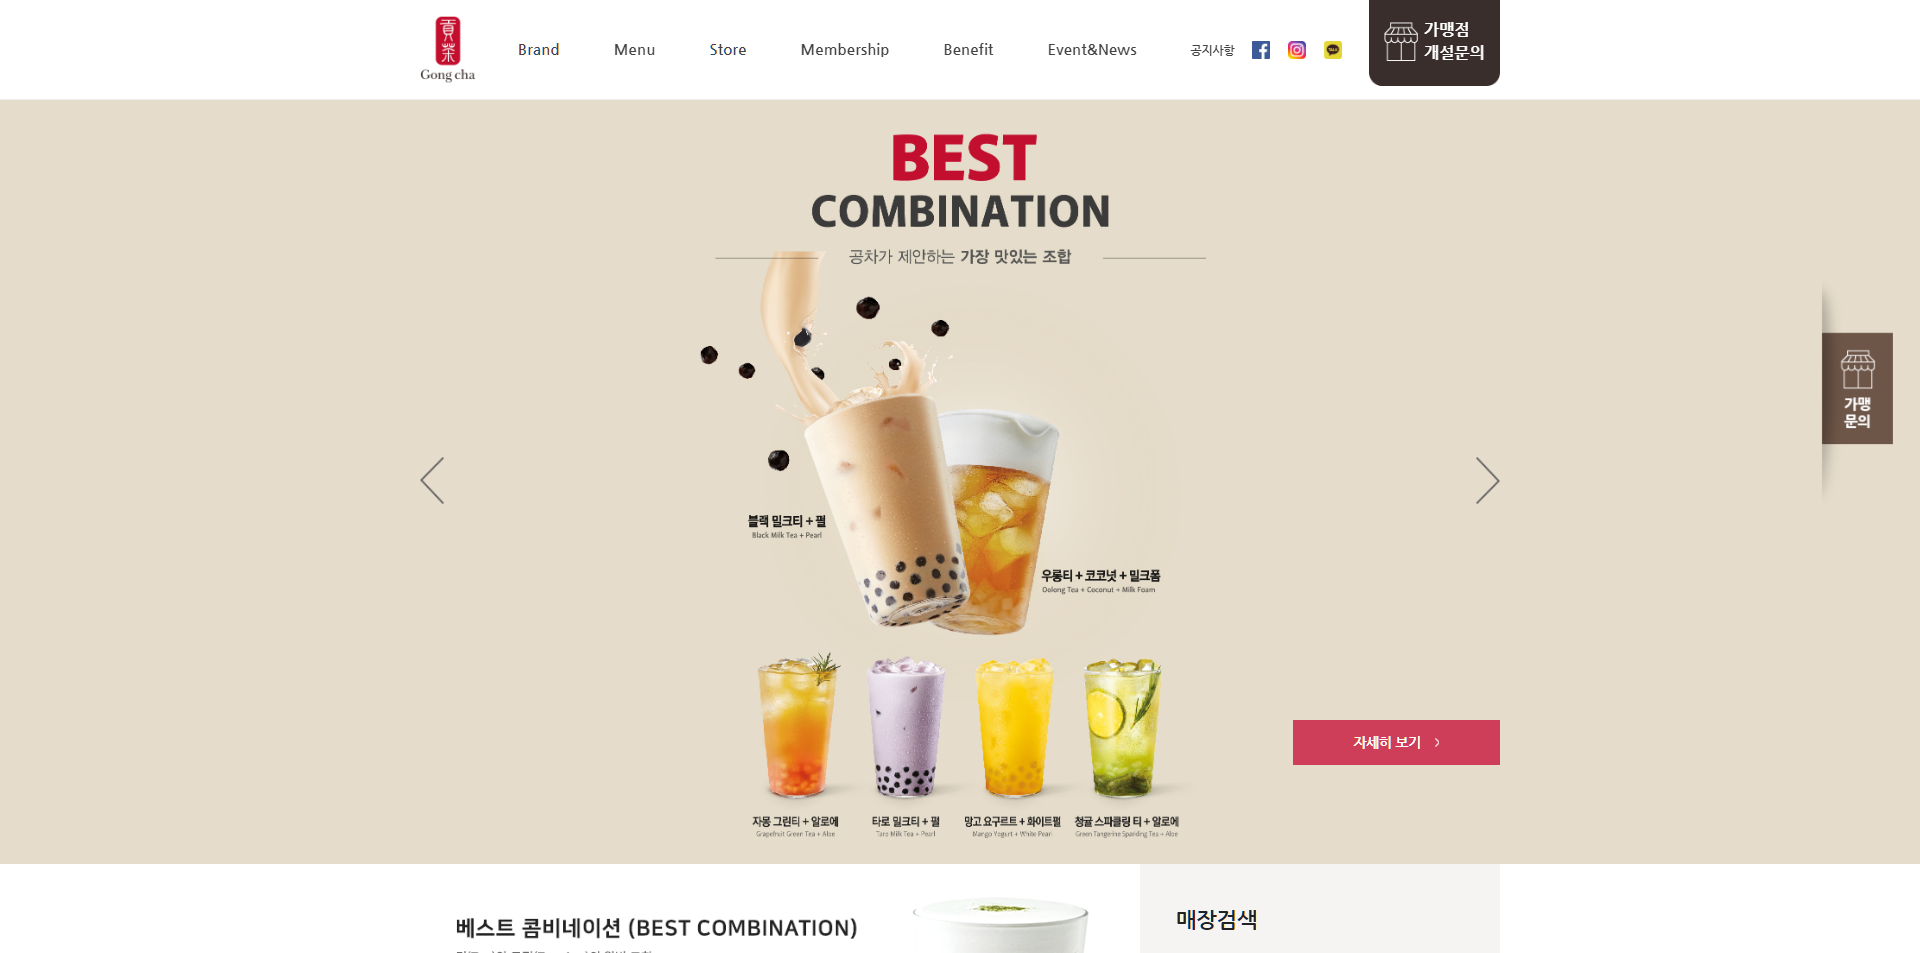 貢茶
Gong cha
Brand
Menu
Store
Membership
Benefit
Event&News
공지사항
TALK
가맹점
개설문의
BEST
COMBINATION
공차가 제안하는 가장 맛있는 조합
가맹
문의
블랙 밀크티 + 펄
Black Milk Tea + Pearl
우롱티 + 코코넛 + 밀크폼
Oolong Tea + Coconut + Milk Foam
자세히 보기
자몽 그린티 + 알로에
Grapefruit Green Tea + Aloe
타로 밀크티 + 펄
Taro Milk Tea + Pearl
망고 요구르트 + 화이트펄
Mango Yogurt + White Pearl
청귤 스파클링 티 + 알로에
Green Tangerine Sparkling Tea + Aloe
베스트 콤비네이션 (BEST COMBINATION)
매장검색